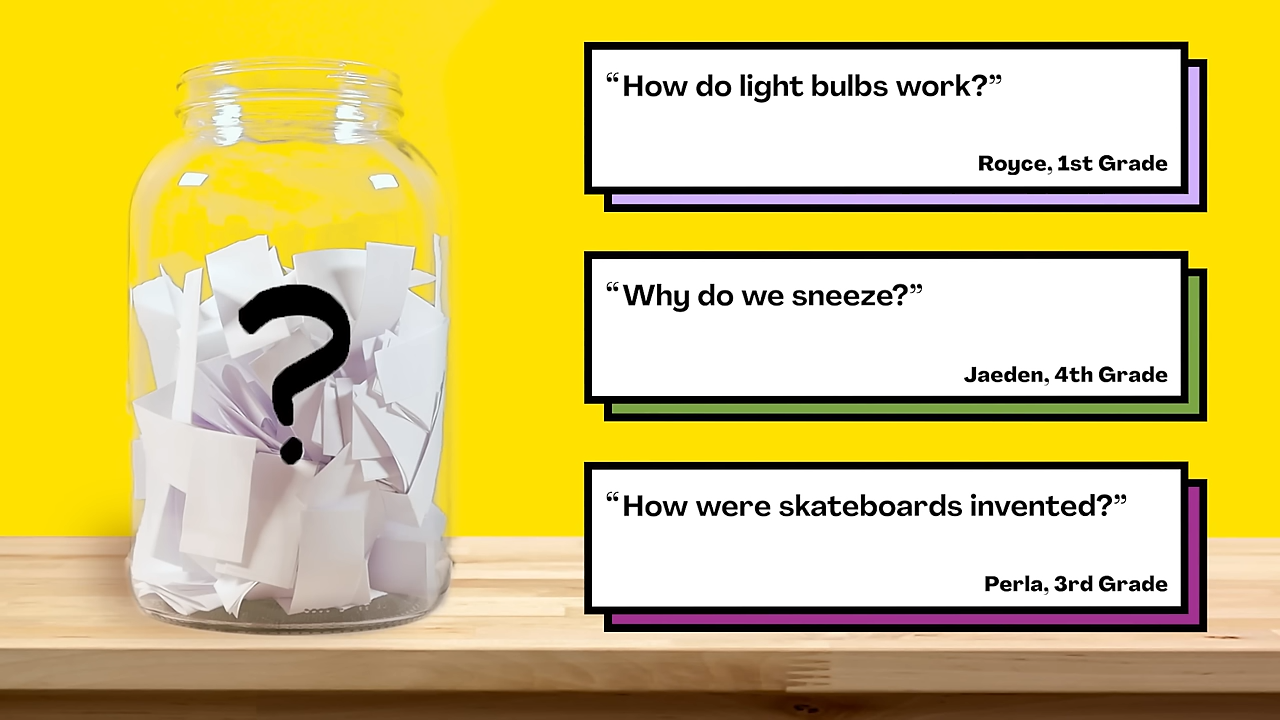 ?
“How do light bulbs work?”
Royce, 1st Grade
“Why do we sneeze?”
Jaeden, 4th Grade
“How were skateboards invented?”
Perla, 3rd Grade